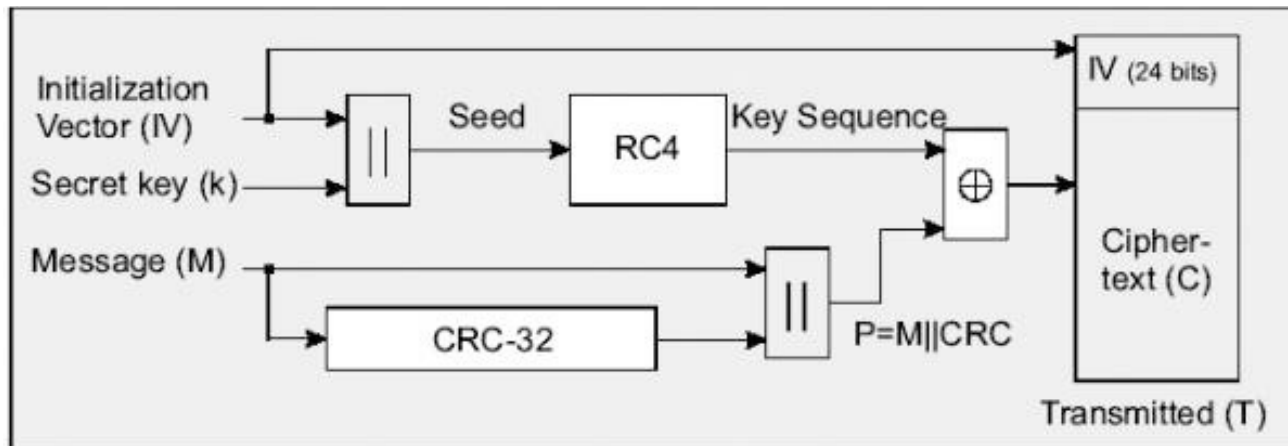 Initialization
Vector (IV)
Secret key (k)
Message (M)
||
Seed
RC4
Key Sequence
CRC-32
||
P=M||CRC
⊕
IV (24 bits)
Cipher-
text (C)
Transmitted (T)